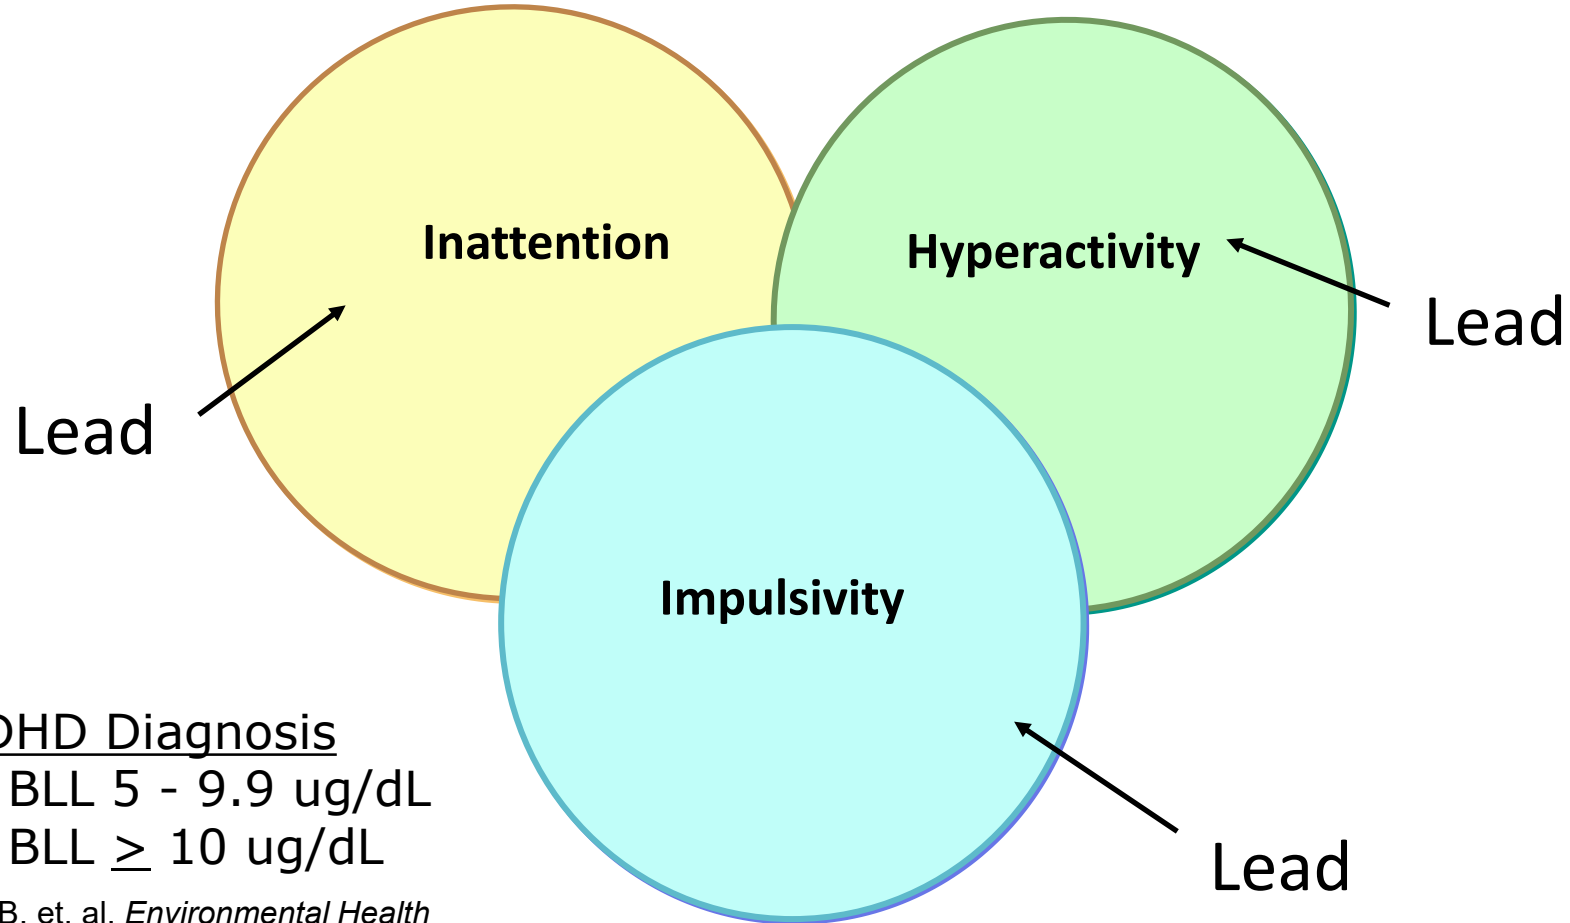 Inattention
Hyperactivity
Lead
Lead
Impulsivity
DHD Diagnosis
BLL 5 - 9.9 ug/dL
BLL > 10 ug/dL
Lead
B. et. al. Environmental Health